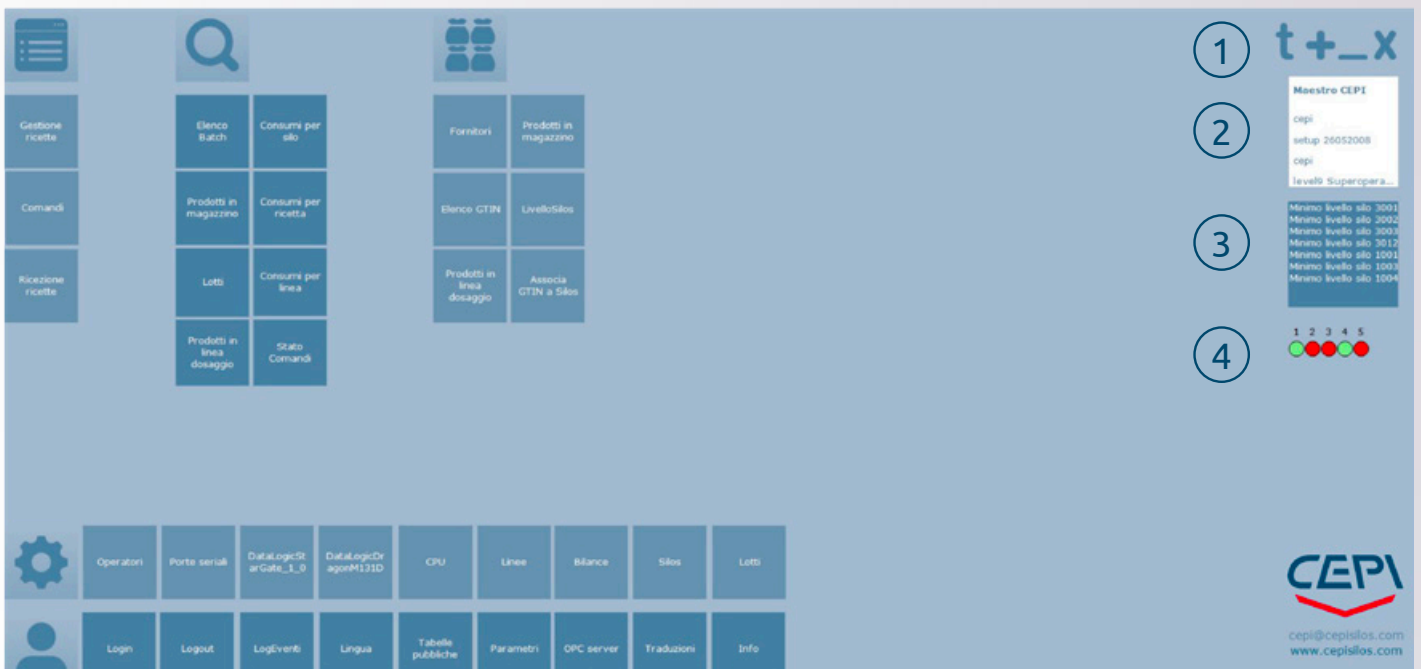 1
t + _ x
Maestro CEPI
2
cepi
setup 26052008
cepi
level9 Superopera...
3
Minimo livello silo 3001
Minimo livello silo 3002
Minimo livello silo 3003
Minimo livello silo 3012
Minimo livello silo 1001
Minimo livello silo 1003
Minimo livello silo 1004
4
1 2 3 4 5
Gestione
ricette
Comandi
Ricezione
ricette
Elenco
Batch
Consumi per
silo
Prodotti in
magazzino
Consumi per
ricetta
Lotti
Consumi per
linea
Prodotti in
linea
dosaggio
Stato
Comandi
Fornitori
Prodotti in
magazzino
Elenco GTIN
LivelloSilos
Prodotti in
linea
dosaggio
Associa
GTIN a Silos
Operatori
Porte seriali
DataLogicSt
arGate_1_0
DataLogicDr
agonM131D
CPU
Linee
Bilance
Silos
Lotti
Login
Logout
LogEventi
Lingua
Tabelle
pubbliche
Parametri
OPC server
Traduzioni
Info
CEPI
cepi@cepisilos.com
www.cepisilos.com